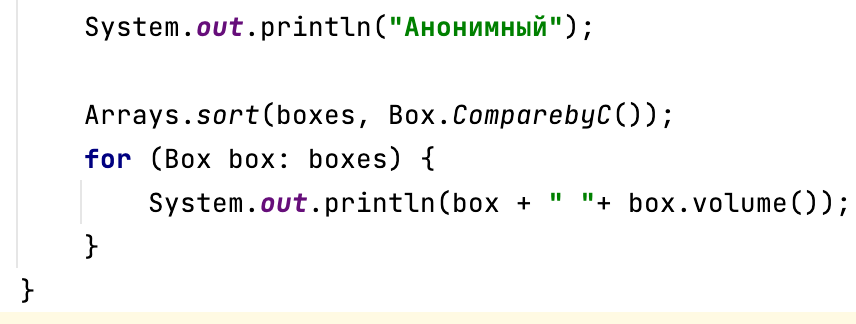 System.out.println("Анонимный");
Arrays.sort(boxes, Box.ComparebyC());
for (Box box: boxes) {
System.out.println(box + " "+ box.volume());
}
}